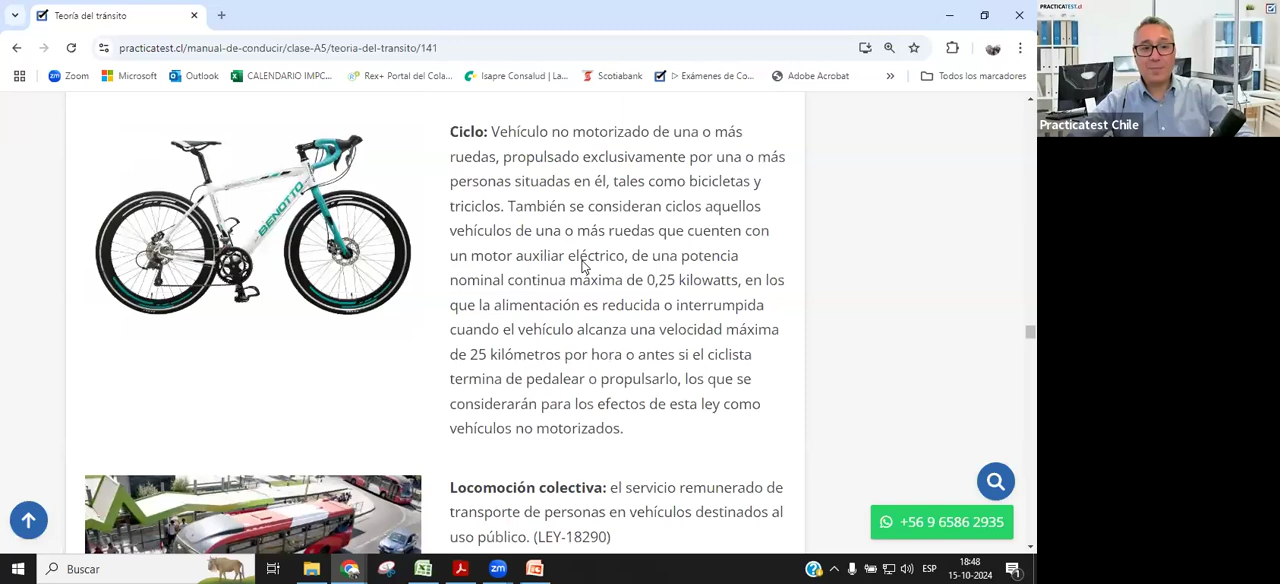 Teoría del tránsito
practicatest.cl/manual-de-conducir/clase-A5/teoria-del-transito/141
Zoom
Microsoft
Outlook
CALENDARIO IMPC...
Rex+ Portal del Cola...
Isapre Consalud | La...
Scotiabank
▷ Exámenes de Co...
Adobe Acrobat
»
Todos los marcadores
PRACTICATEST.cl
Practicatest Chile
BENOTTO
Ciclo: Vehículo no motorizado de una o más
ruedas, propulsado exclusivamente por una o más
personas situadas en él, tales como bicicletas y
triciclos. También se consideran ciclos aquellos
vehículos de una o más ruedas que cuenten con
un motor auxiliar eléctrico, de una potencia
nominal continua máxima de 0,25 kilowatts, en los
que la alimentación es reducida o interrumpida
cuando el vehículo alcanza una velocidad máxima
de 25 kilómetros por hora o antes si el ciclista
termina de pedalear o propulsarlo, los que se
considerarán para los efectos de esta ley como
vehículos no motorizados.
Locomoción colectiva: el servicio remunerado de
transporte de personas en vehículos destinados al
uso público. (LEY-18290)
+56 9 6586 2935
Buscar
ESP
18:48
15-10-2024